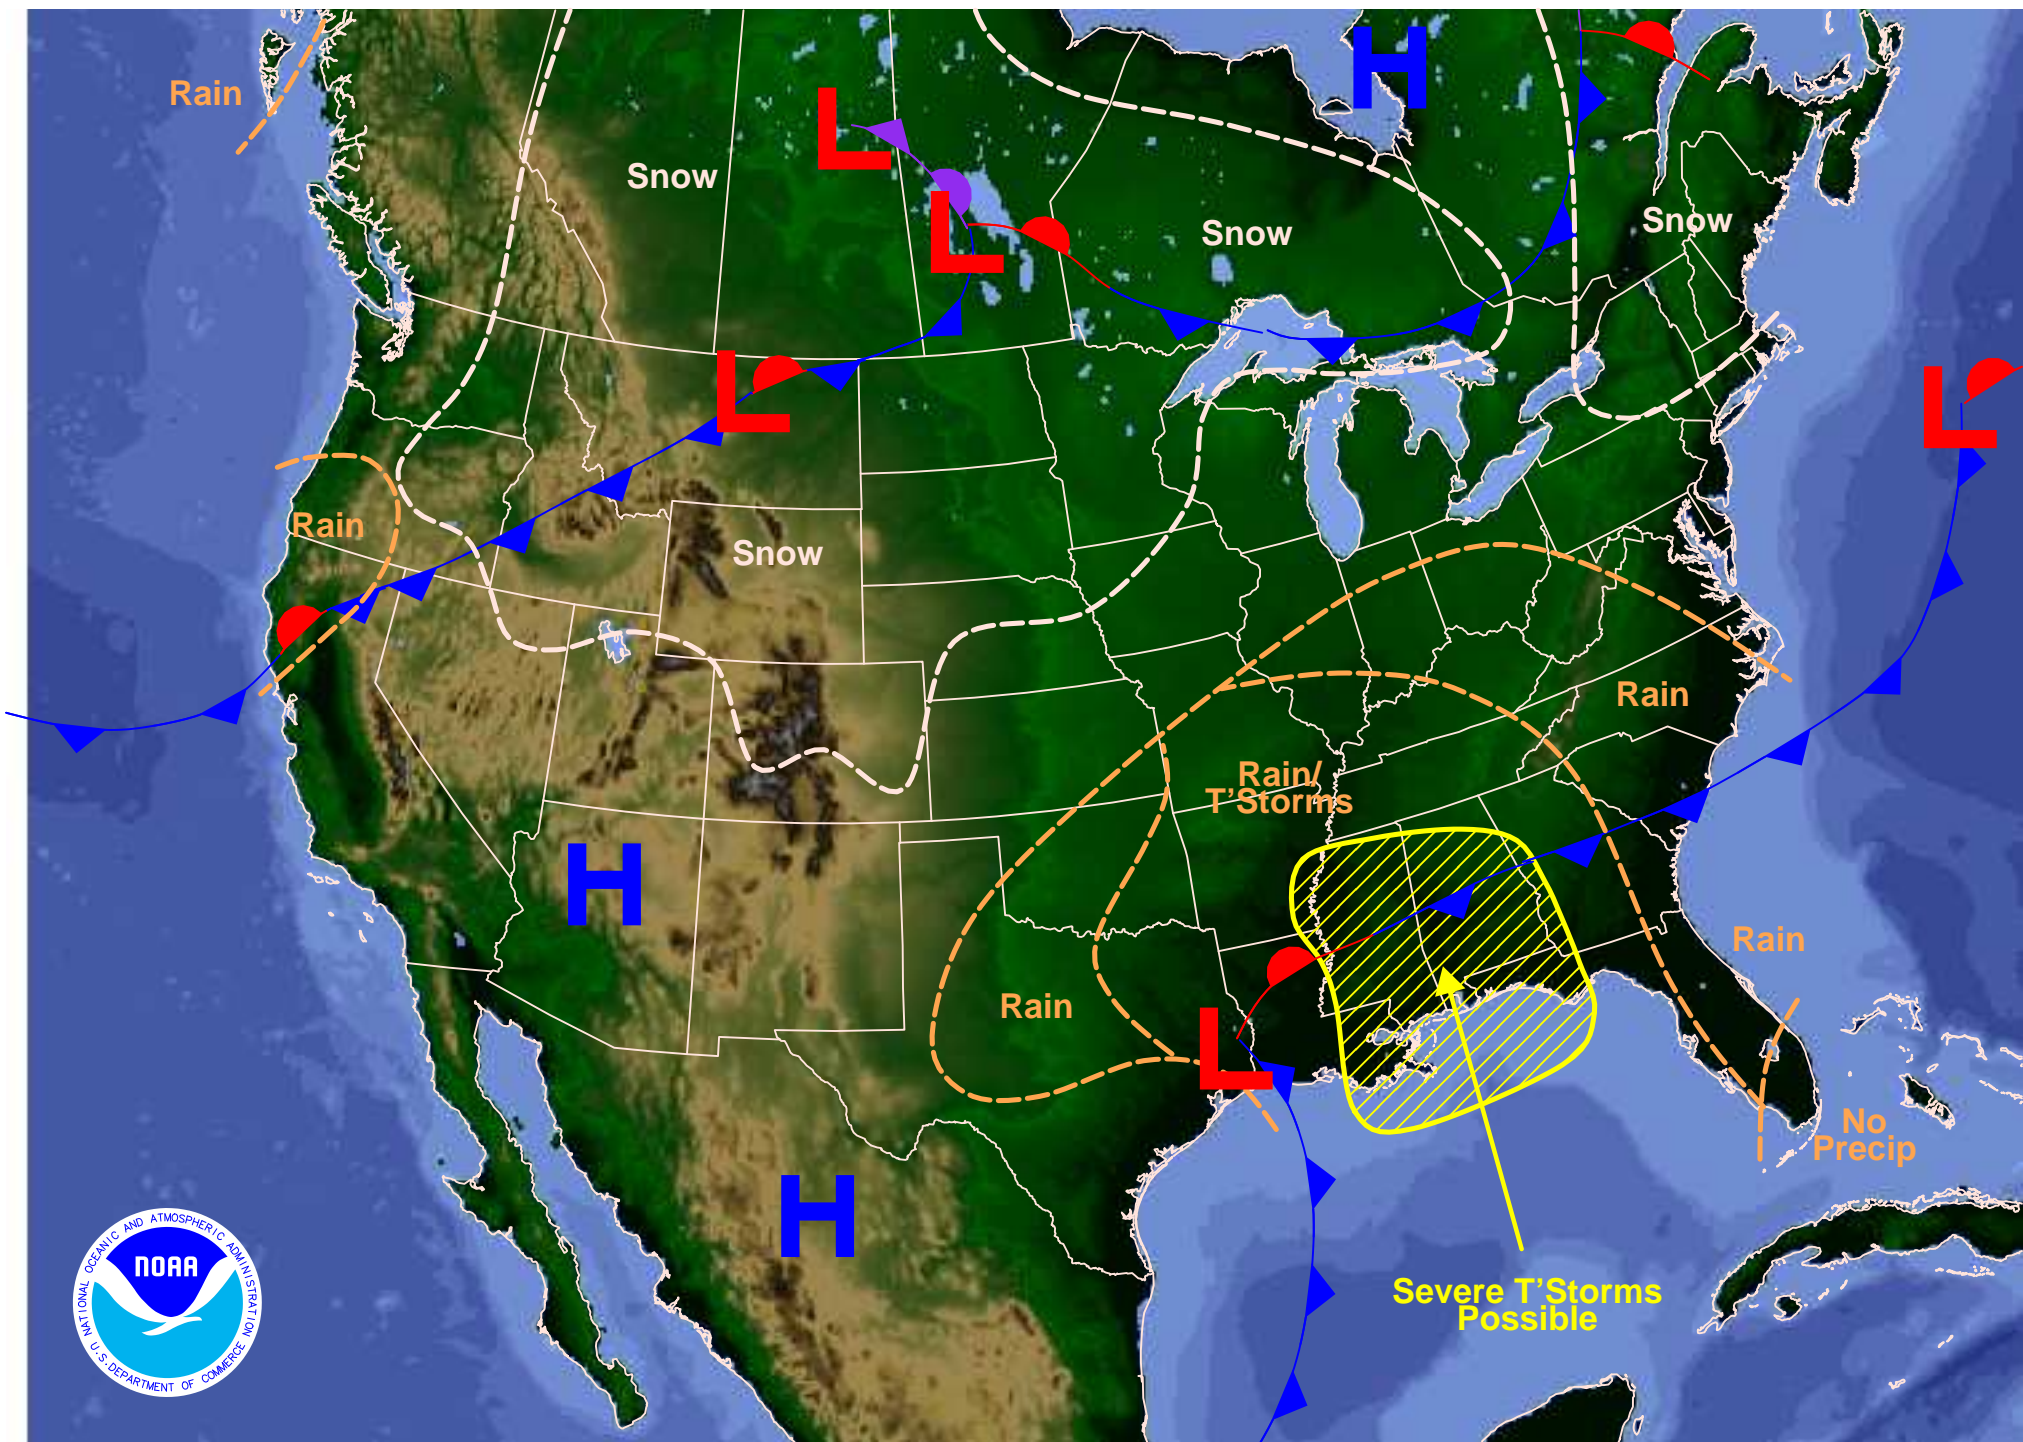 Rain
H
L
Snow
L
Snow
Snow
L
L
Rain
Snow
Rain
Rain/
T'Storms
H
Rain
Rain
L
No
Precip
H
Severe T'Storms
Possible
NATIONAL OCEANIC AND ATMOSPHERIC ADMINISTRATION
NOAA
U.S. DEPARTMENT OF COMMERCE